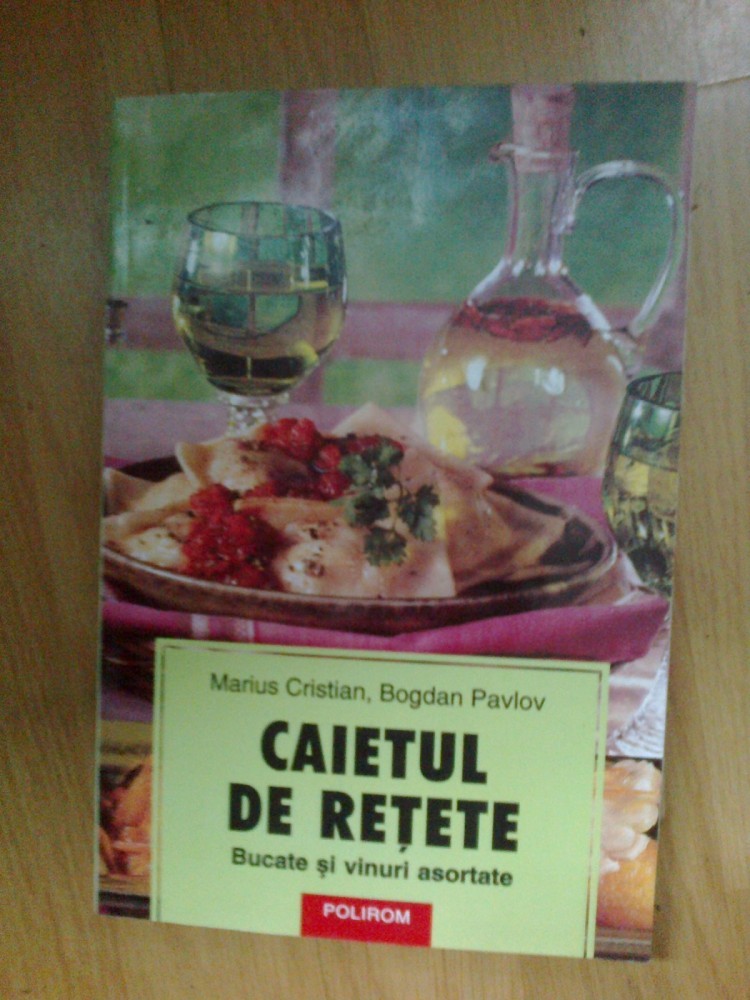 Marius Cristian, Bogdan Pavlov
CAIETUL
DE REȚETE
Bucate și vinuri asortate
POLIROM